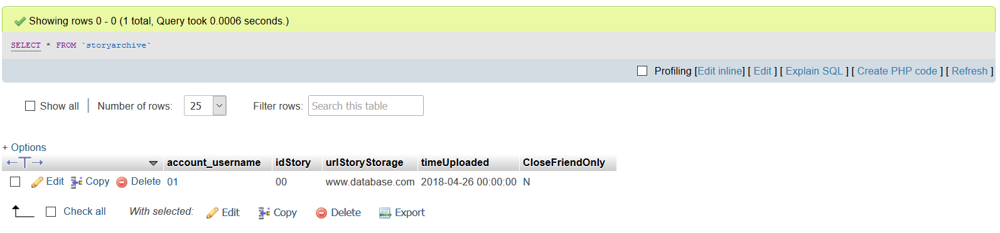 Showing rows 0 - 0 (1 total, Query took 0.0006 seconds.)
SELECT * FROM `storyarchive`
Profiling [Edit inline] [ Edit ] [ Explain SQL ] [ Create PHP code ] [ Refresh ]
Show all | Number of rows: 25 Filter rows: Search this table
+ Options
←T→ account_username idStory urlStoryStorage timeUploaded CloseFriendOnly
Edit Copy Delete 01 00 www.database.com 2018-04-26 00:00:00 N
Check all With selected: Edit Copy Delete Export